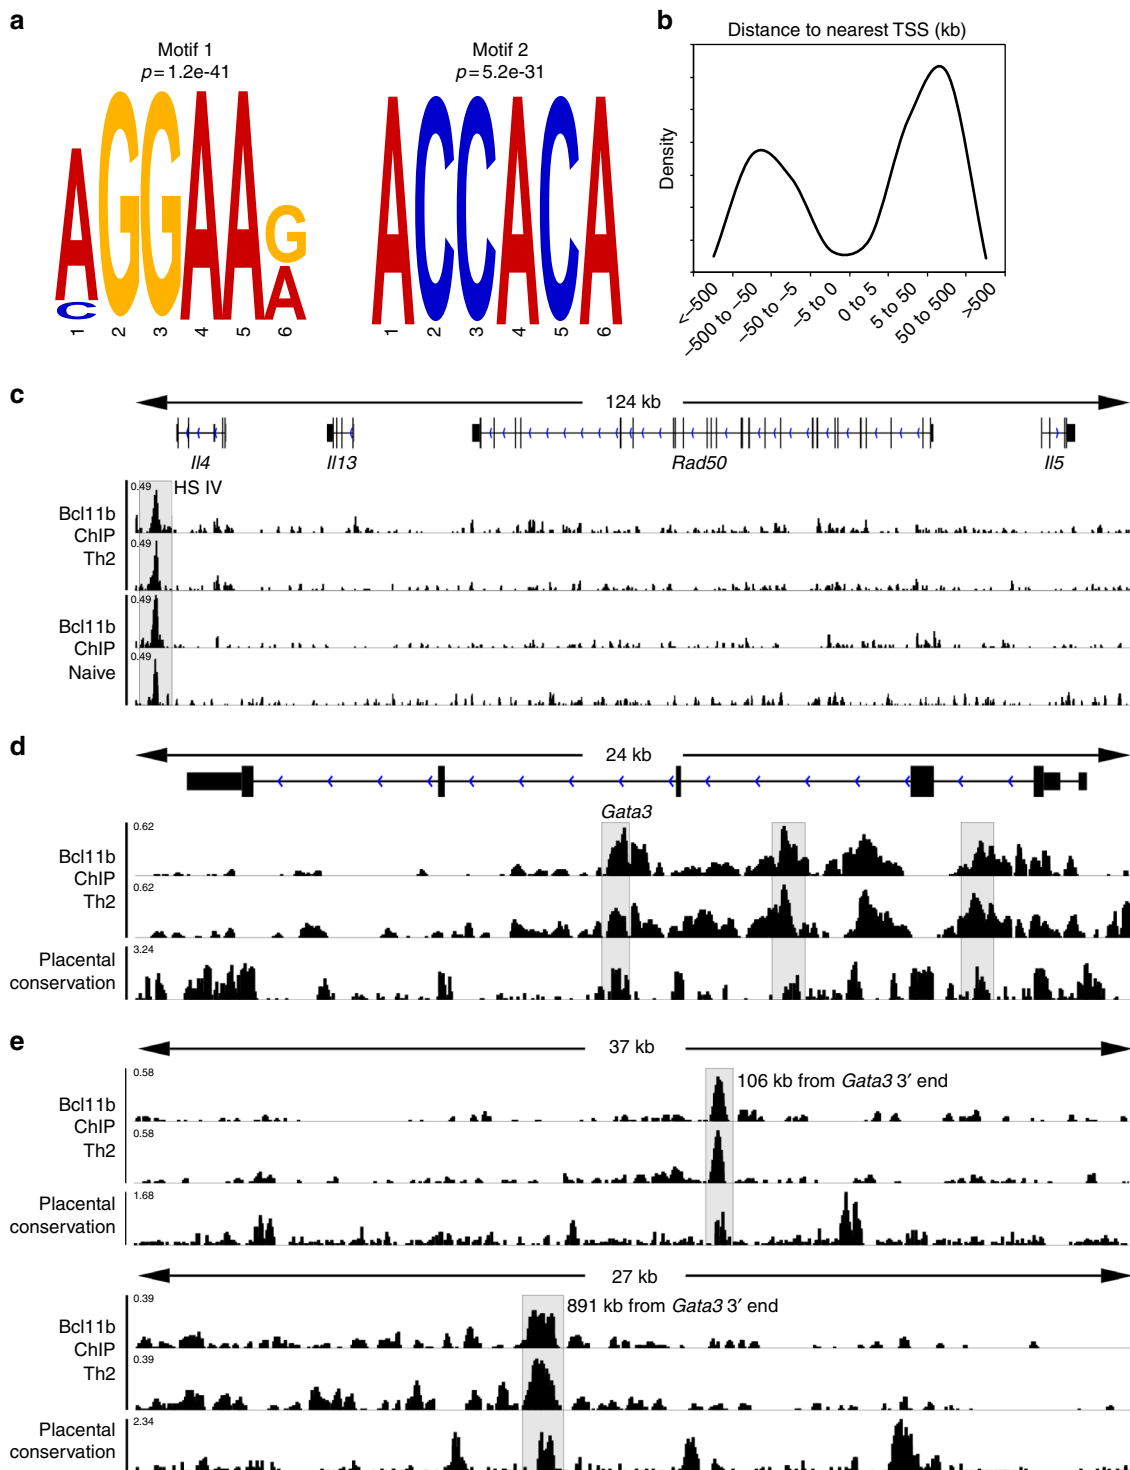 a
Motif 1
p = 1.2e-41
Motif 2
p = 5.2e-31
AGGAAG
C A
1 2 3 4 5 6
ACCACA
1 2 3 4 5 6
b
Distance to nearest TSS (kb)
Density
<–500
–500 to –50
–50 to –5
–5 to 0
0 to 5
5 to 50
50 to 500
>500
c
124 kb
Il4
Il13
Rad50
Il5
HS IV
Bcl11b
ChIP
Th2
0.49
0.49
Bcl11b
ChIP
Naive
0.49
0.49
d
24 kb
Gata3
Bcl11b
ChIP
Th2
0.62
0.62
Placental
conservation
3.24
e
37 kb
106 kb from Gata3 3′ end
Bcl11b
ChIP
Th2
0.58
0.58
Placental
conservation
1.68
27 kb
891 kb from Gata3 3′ end
Bcl11b
ChIP
Th2
0.39
0.39
Placental
conservation
2.34